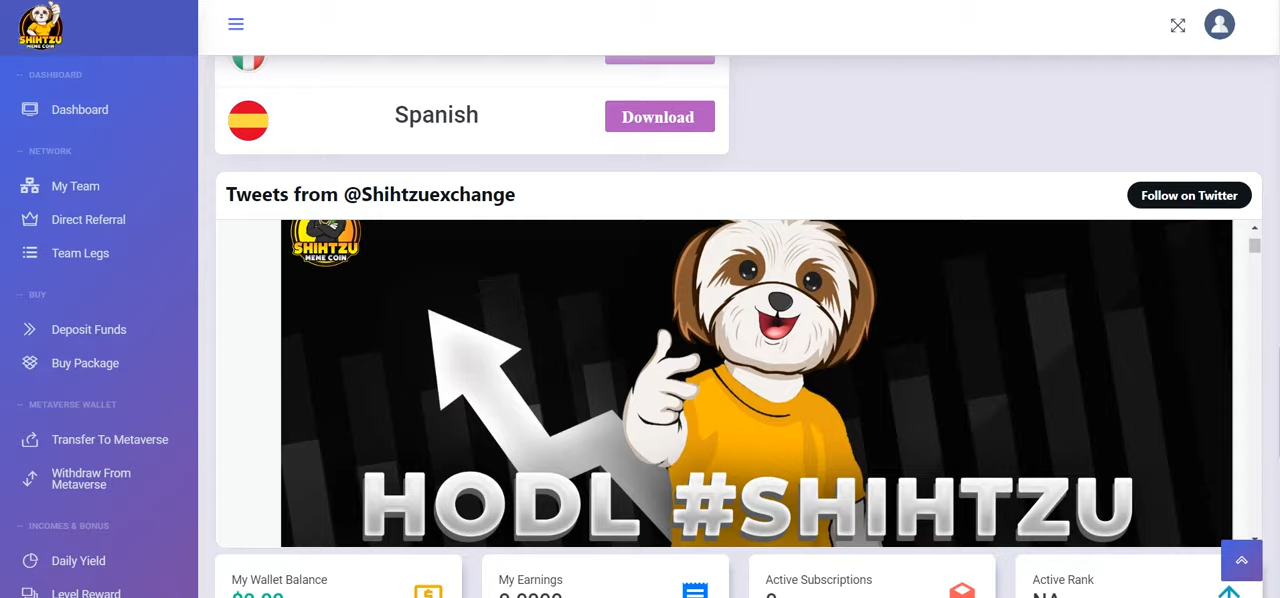 SHIHTZU
MEME COIN
DASHBOARD
Dashboard
NETWORK
My Team
Direct Referral
Team Legs
BUY
Deposit Funds
Buy Package
METAVERSE WALLET
Transfer To Metaverse
Withdraw From
Metaverse
INCOMES & BONUS
Daily Yield
Level Reward
Spanish
Download
Tweets from @Shihtzuexchange
Follow on Twitter
SHIHTZU
MEME COIN
HODL #SHIHTZU
My Wallet Balance
My Earnings
Active Subscriptions
Active Rank
NA